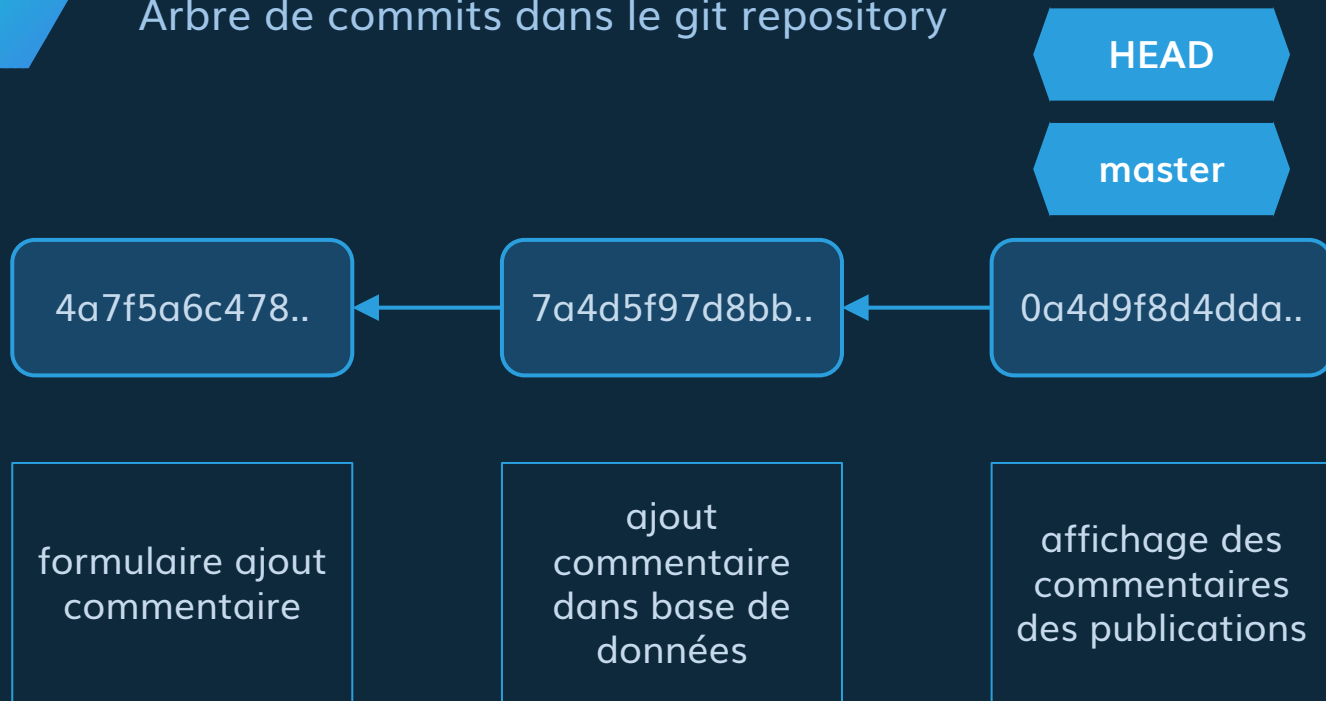 Arbre de commits dans le git repository
HEAD
master
4a7f5a6c478..
7a4d5f97d8bb..
0a4d9f8d4dda..
formulaire ajout
commentaire
ajout
commentaire
dans base de
données
affichage des
commentaires
des publications